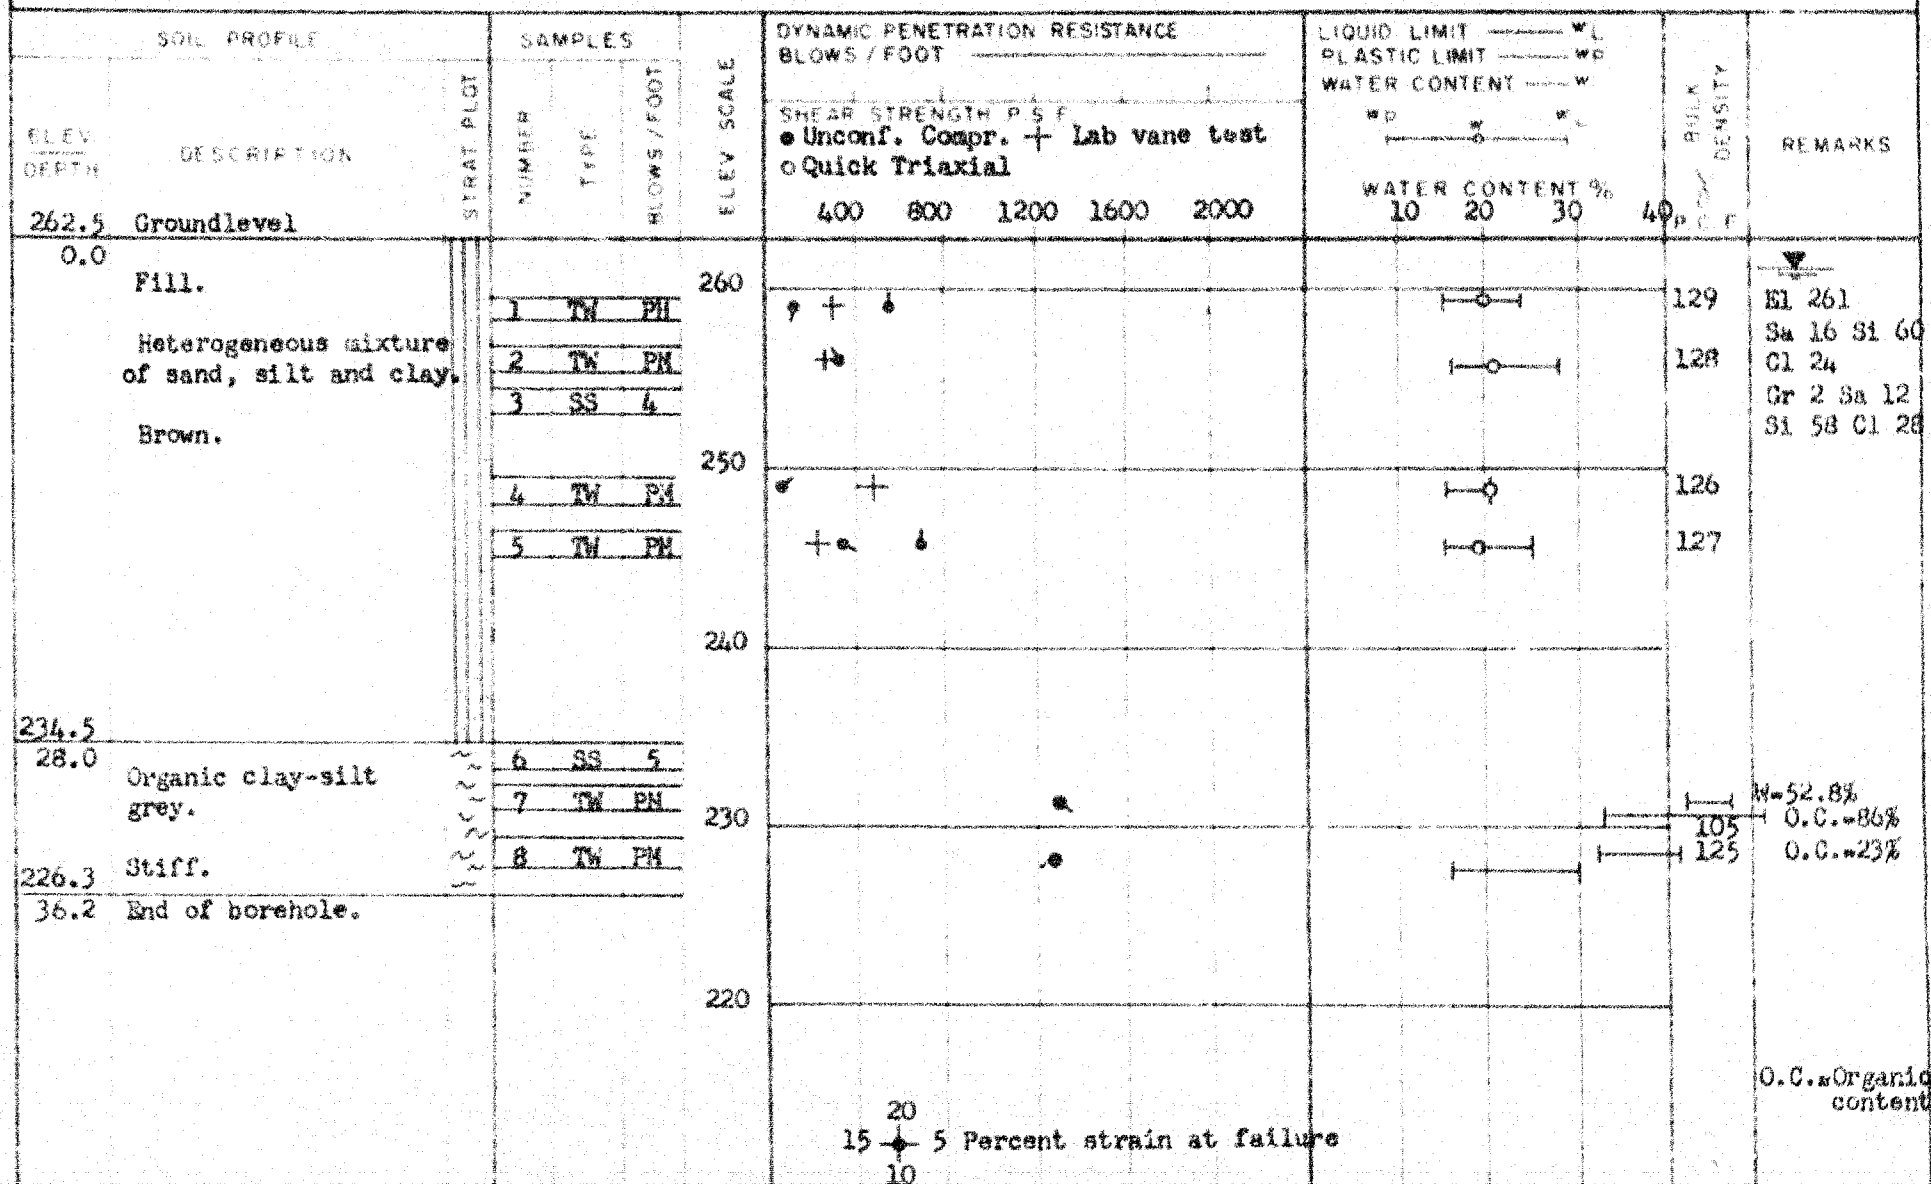 SOIL PROFILE
SAMPLES
DYNAMIC PENETRATION RESISTANCE
BLOWS / FOOT
LIQUID LIMIT WL
PLASTIC LIMIT WP
WATER CONTENT W
ELEV
DEPTH
DESCRIPTION
STRAT PLOT
NUMBER
TYPE
BLOWS / FOOT
ELEV SCALE
SHEAR STRENGTH P.S.F.
● Unconf. Compr. + Lab vane test
o Quick Triaxial
400 800 1200 1600 2000
WP W WL
WATER CONTENT %
10 20 30 40
BULK DENSITY
P.C.F.
REMARKS
262.5 Groundlevel
0.0
Fill.
Heterogeneous mixture
of sand, silt and clay.
Brown.
1 TW PM
2 TW PM
3 SS 4
4 TW PM
5 TW PM
260
250
240
230
220
129
128
126
127
El 261
Sa 16 Si 60
Cl 24
Gr 2 Sa 12
Si 58 Cl 28
234.5
28.0
Organic clay-silt
grey.
Stiff.
226.3
36.2 End of borehole.
6 SS 5
7 TW PM
8 TW PM
W=52.8%
105 O.C.=86%
125 O.C.=23%
O.C.=Organic
content
20
15 5 Percent strain at failure
10